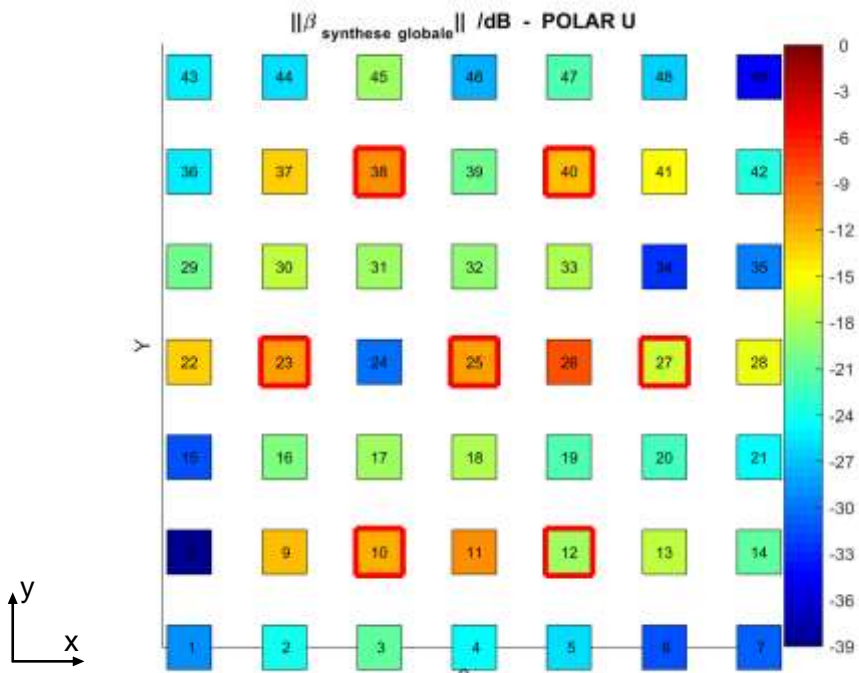 ||β synthese globale|| /dB - POLAR U
43 44 45 46 47 48 49
36 37 38 39 40 41 42
29 30 31 32 33 34 35
22 23 24 25 26 27 28
15 16 17 18 19 20 21
9 10 11 12 13 14
1 2 3 4 5 6 7
Y
y
x
0
-3
-6
-9
-12
-15
-18
-21
-24
-27
-30
-33
-36
-39